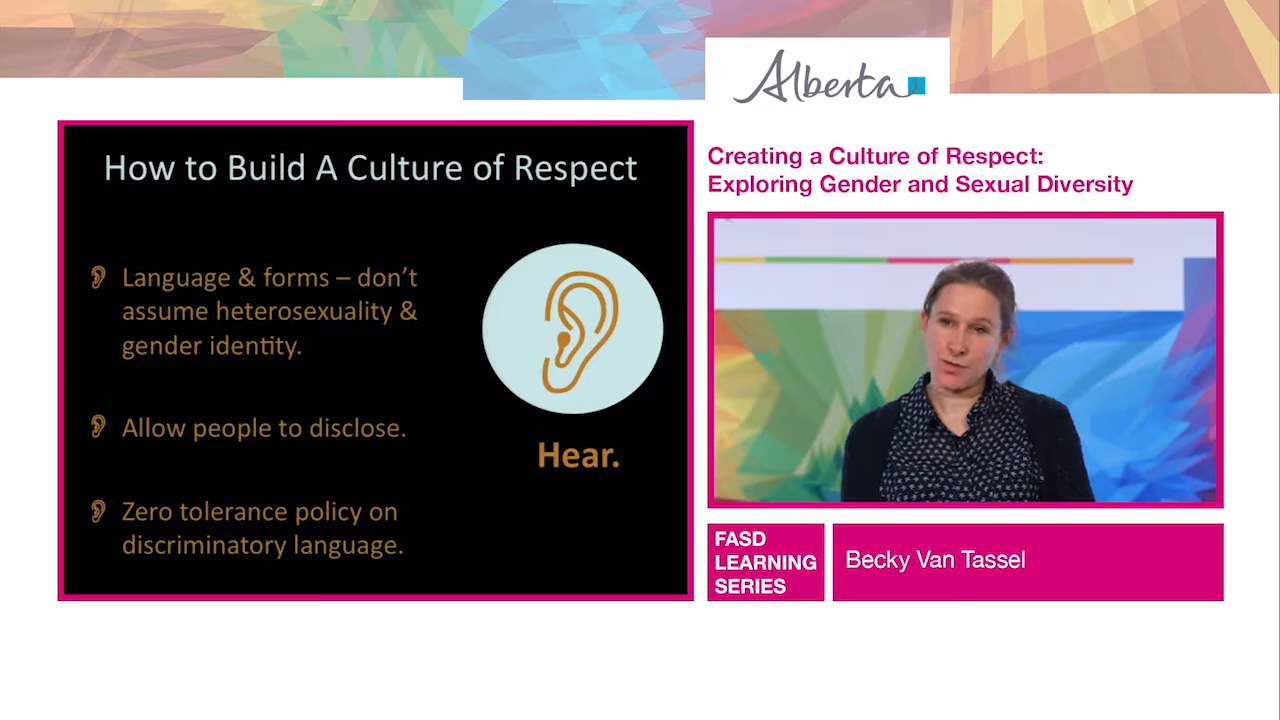 Alberta
How to Build A Culture of Respect
Language & forms – don't
assume heterosexuality &
gender identity.
Allow people to disclose.
Zero tolerance policy on
discriminatory language.
Hear.
Creating a Culture of Respect:
Exploring Gender and Sexual Diversity
FASD
LEARNING
SERIES
Becky Van Tassel